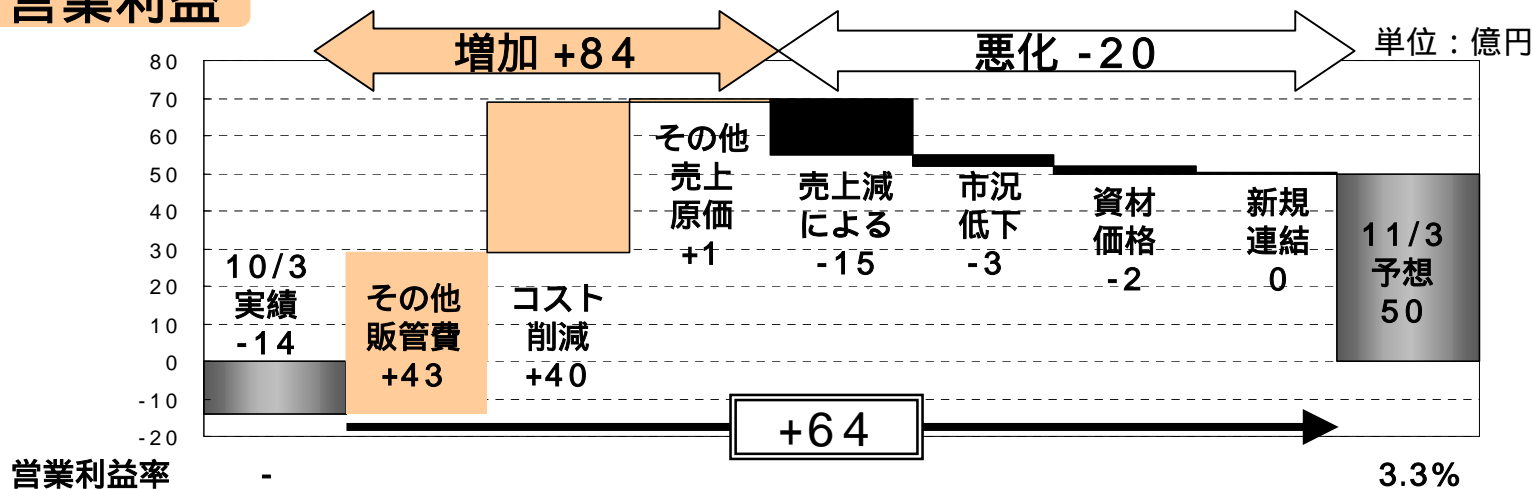 営業利益
増加 +84
悪化 -20
単位：億円
80
70
60
50
40
30
20
10
0
-10
-20
10/3
実績
-14
その他
販管費
+43
コスト
削減
+40
その他
売上
原価
+1
売上減
による
-15
市況
低下
-3
資材
価格
-2
新規
連結
0
11/3
予想
50
+64
営業利益率 - 3.3%